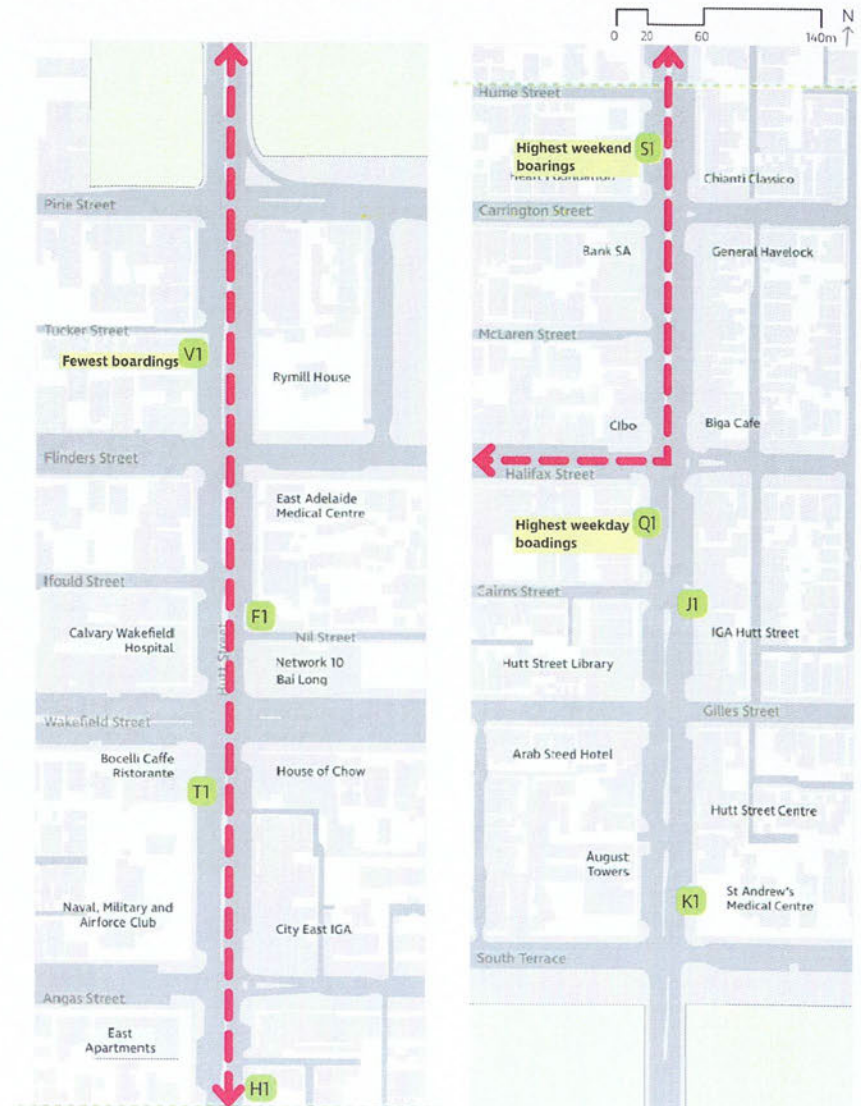 Pirie Street
Tucker Street
Fewest boardings
V1
Rymill House
Flinders Street
East Adelaide
Medical Centre
Ifould Street
F1
Calvary Wakefield
Hospital
Hutt Street
Nil Street
Network 10
Bai Long
Wakefield Street
Bocelli Caffe
Ristorante
T1
House of Chow
Naval, Military and
Airforce Club
City East IGA
Angas Street
East
Apartments
H1
N
0 20 60 140m
Hume Street
Highest weekend
boarings
S1
Heart Foundation
Chianti Classico
Carrington Street
Bank SA
General Havelock
McLaren Street
Cibo
Biga Cafe
Halifax Street
Highest weekday
boadings
Q1
Cairns Street
J1
IGA Hutt Street
Hutt Street Library
Gilles Street
Arab Steed Hotel
Hutt Street Centre
August
Towers
K1
St Andrew's
Medical Centre
South Terrace